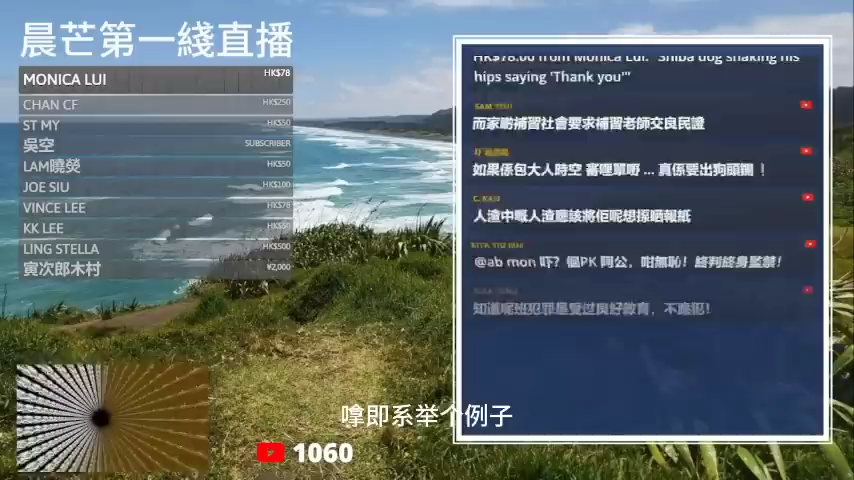 晨芒第一綫直播
MONICA LUI HK$78
CHAN CF HK$250
ST MY HK$50
吳空 SUBSCRIBER
LAM曉熒 HK$50
JOE SIU HK$100
VINCE LEE HK$78
KK LEE HK$50
LING STELLA HK$500
寅次郎木村 ¥2,000
HK$78.00 from Monica Lui: "Shiba dog shaking his
hips saying 'Thank you'"
而家啲補習社會要求補習老師交良民證
如果係包大人時空 審哩單嘢 ... 真係要出狗頭鍘 !
人渣中嘅人渣應該將佢呢想揼晒報紙
@ab mon 吓? 個PK 阿公, 咁無恥! 終判終身監禁!
知道呢班犯罪是受过良好教育, 不應犯!
嗱即系举个例子
1060